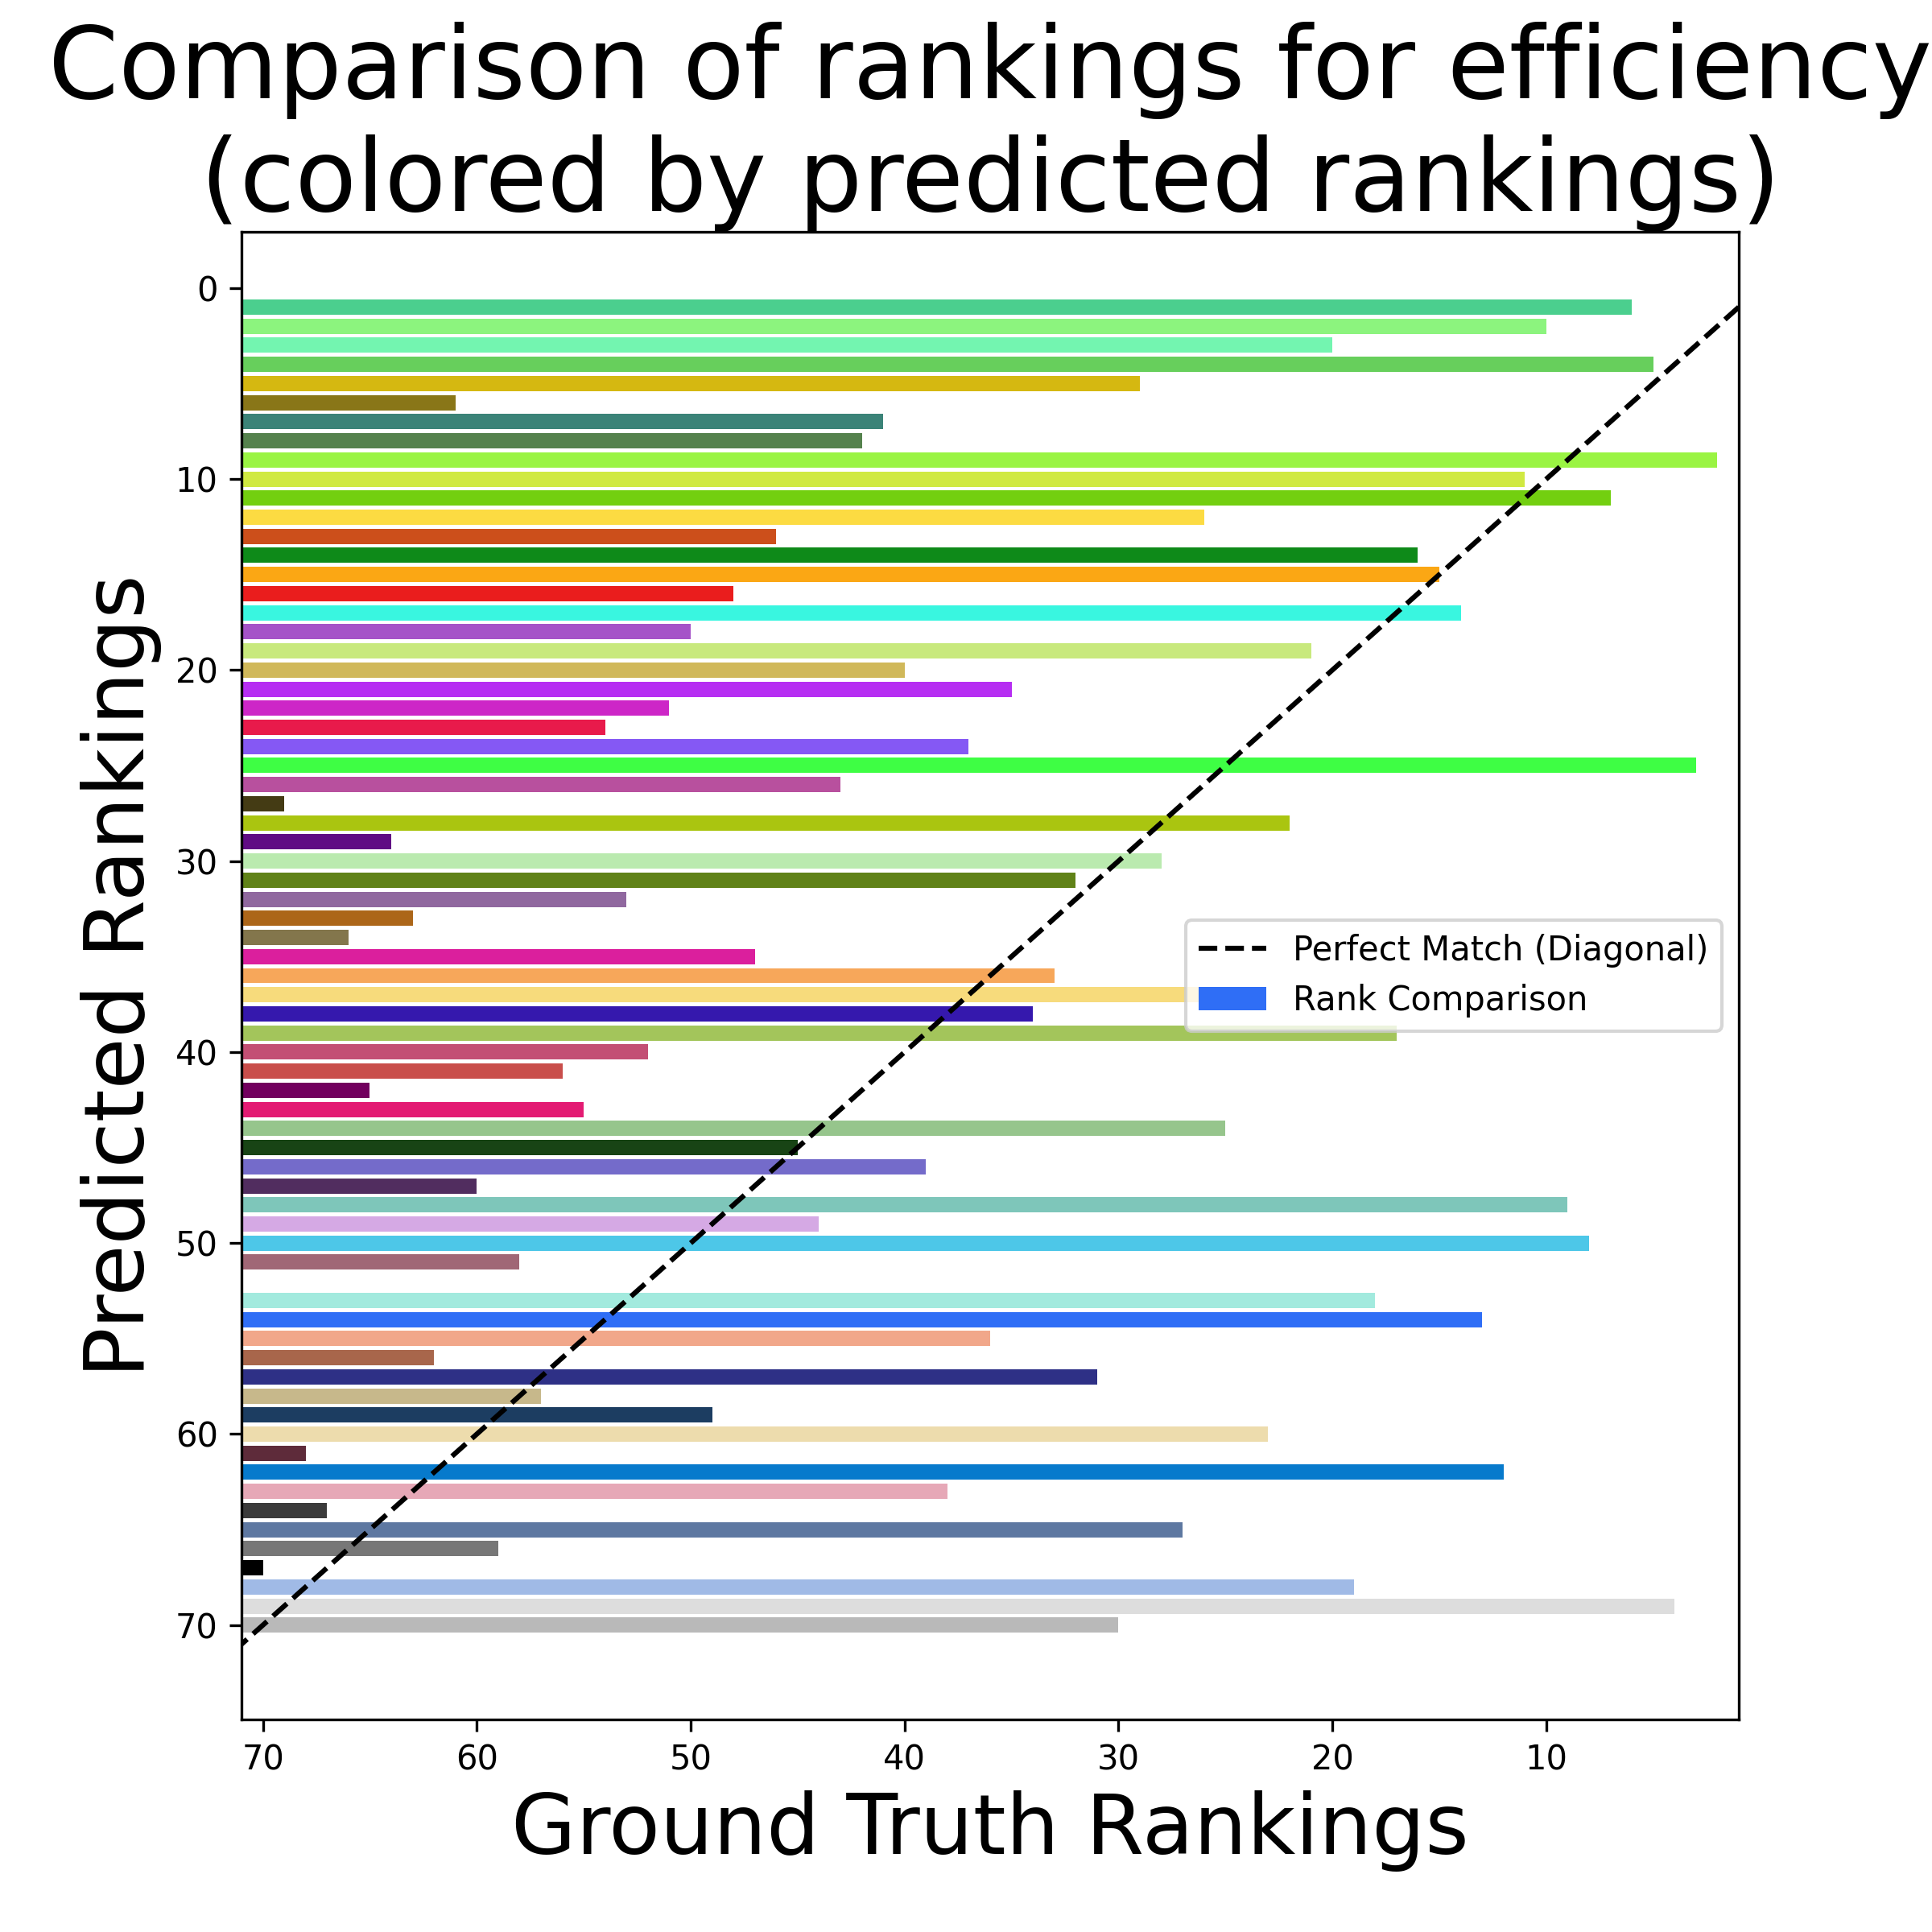 Comparison of rankings for efficiency
(colored by predicted rankings)
Predicted Rankings
0
10
20
30
40
50
60
70
Perfect Match (Diagonal)
Rank Comparison
70 60 50 40 30 20 10
Ground Truth Rankings